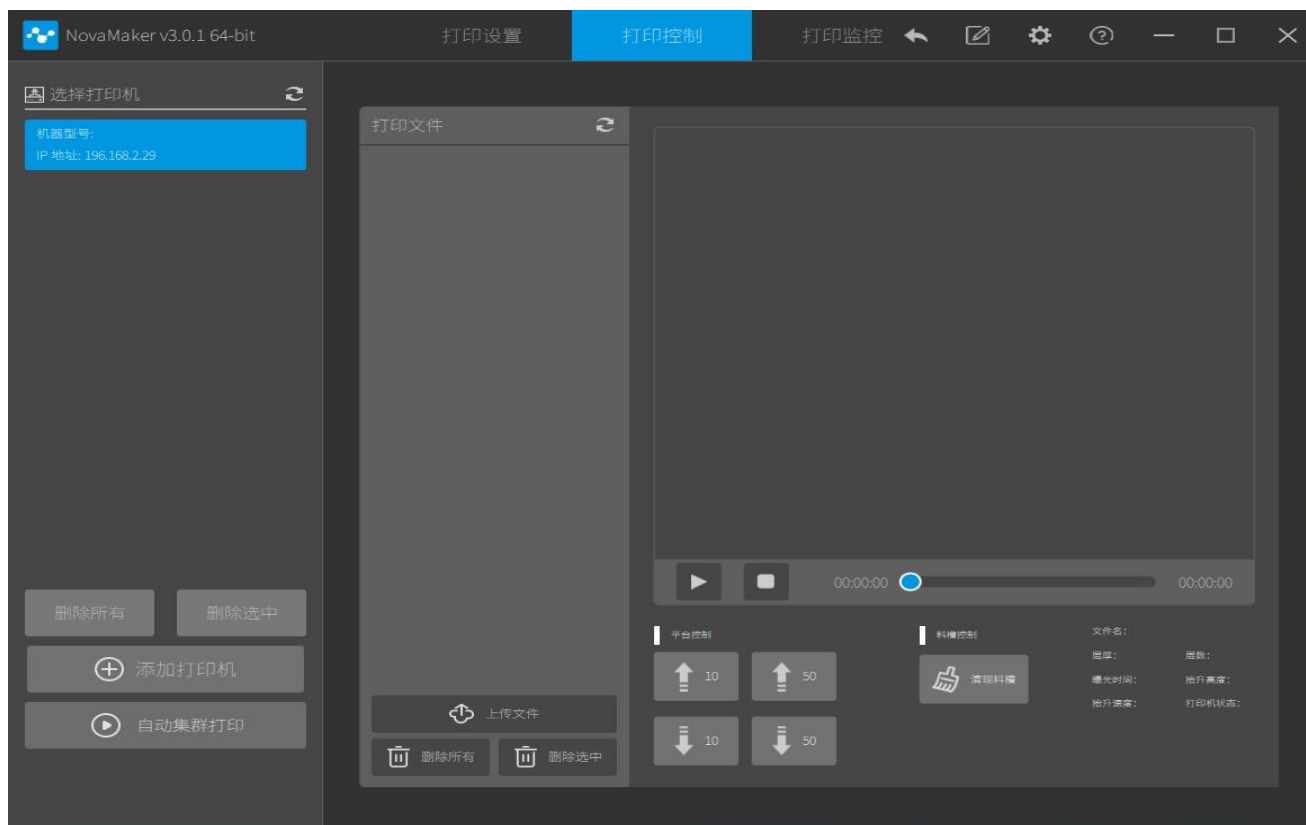 NovaMaker v3.0.1 64-bit
打印设置
打印控制
打印监控
选择打印机
机器型号:
IP 地址: 196.168.2.29
删除所有
删除选中
添加打印机
自动集群打印
打印文件
上传文件
删除所有
删除选中
00:00:00
00:00:00
平台控制
10
50
10
50
料槽控制
清理料槽
文件名:
层厚:
层数:
曝光时间:
抬升高度:
抬升速度:
打印机状态: